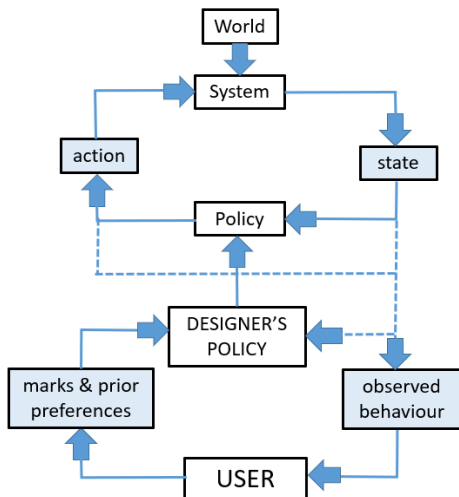 World
System
action
state
Policy
DESIGNER'S
POLICY
marks & prior
preferences
observed
behaviour
USER